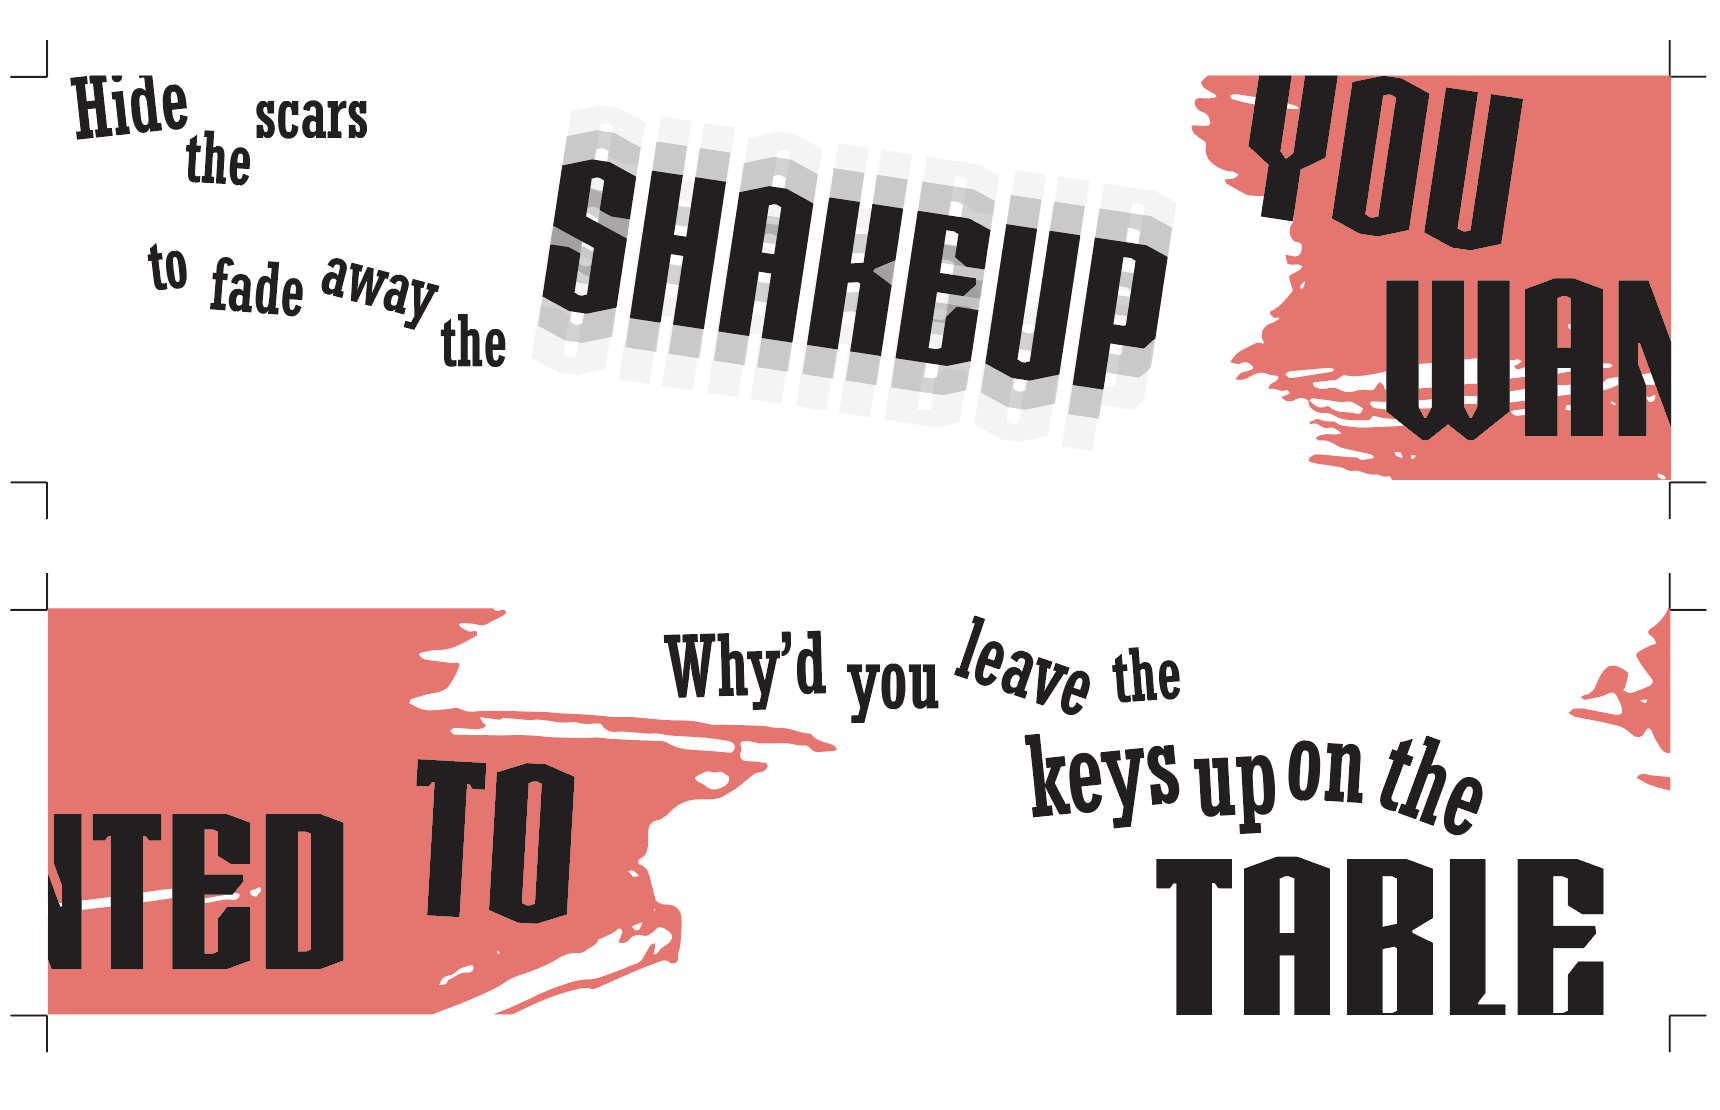 Hide the scars
to fade away the
SHAKEUP
YOU
WAN
NTED TO
Why'd you leave the
keys up on the
TABLE